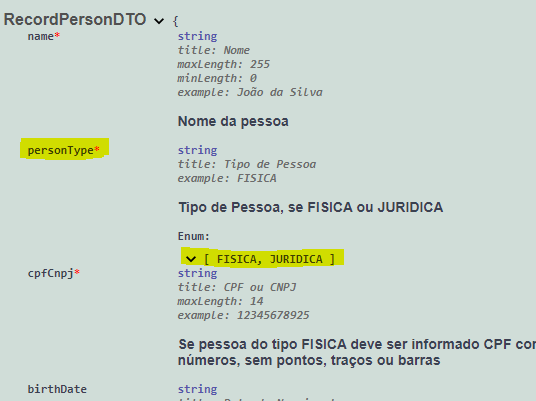 RecordPersonDTO {
name* string
title: Nome
maxLength: 255
minLength: 0
example: João da Silva
Nome da pessoa
personType* string
title: Tipo de Pessoa
example: FISICA
Tipo de Pessoa, se FISICA ou JURIDICA
Enum:
[ FISICA, JURIDICA ]
cpfCnpj* string
title: CPF ou CNPJ
maxLength: 14
example: 12345678925
Se pessoa do tipo FISICA deve ser informado CPF
números, sem pontos, traços ou barras
birthDate string